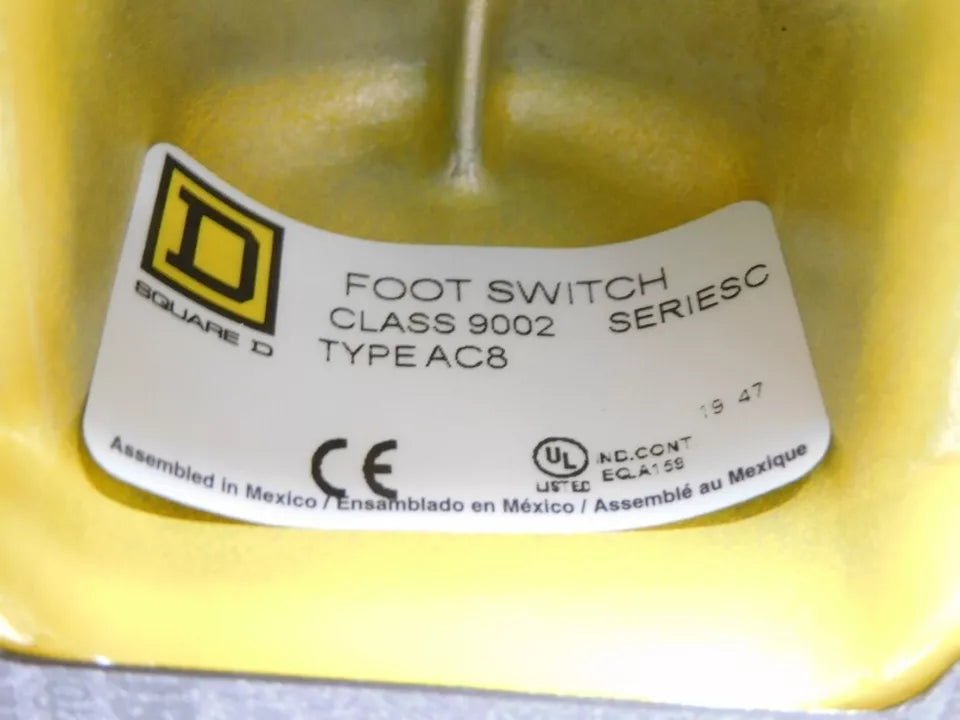 D
SQUARE D
FOOT SWITCH
CLASS 9002 SERIES C
TYPE AC8
19 47
CE
UL
LISTED
IND.CONT
EQ.A159
Assembled in Mexico / Ensamblado en México / Assemblé au Mexique